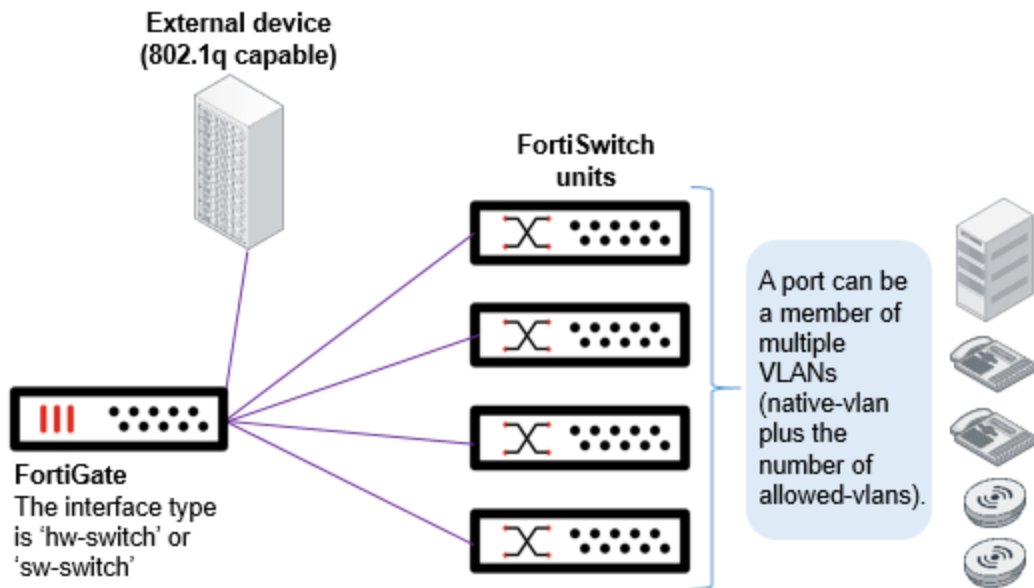 External device
(802.1q capable)
FortiSwitch
units
A port can be
a member of
multiple
VLANs
(native-vlan
plus the
number of
allowed-vlans).
FortiGate
The interface type
is ‘hw-switch’ or
‘sw-switch’